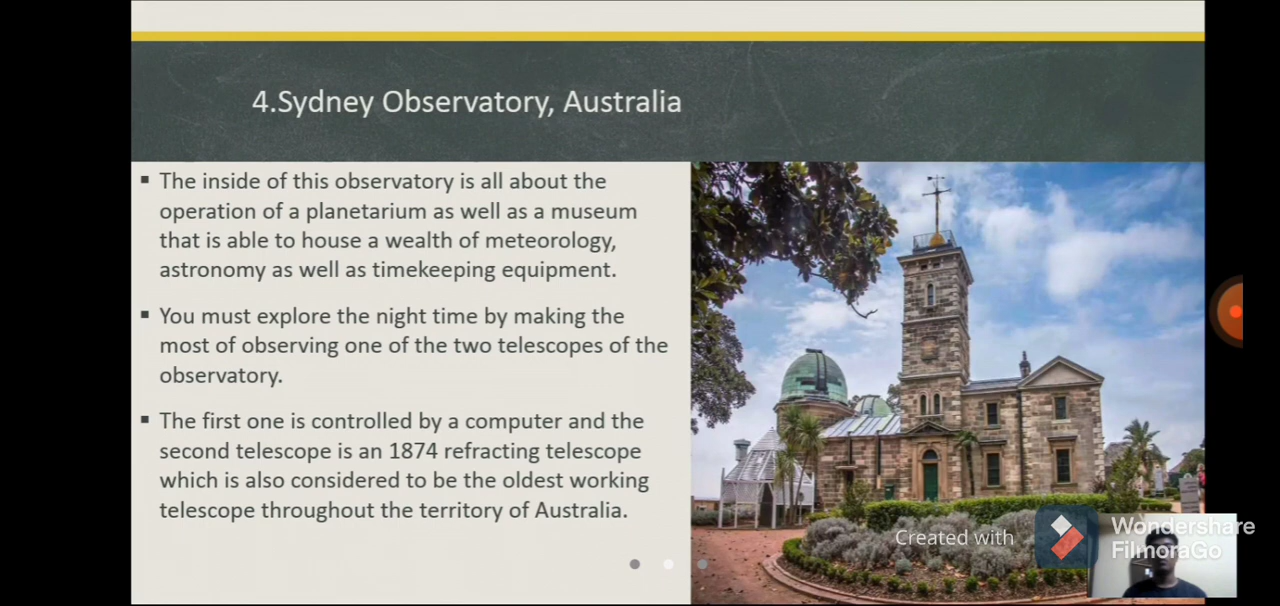 4.Sydney Observatory, Australia
▪ The inside of this observatory is all about the
operation of a planetarium as well as a museum
that is able to house a wealth of meteorology,
astronomy as well as timekeeping equipment.
▪ You must explore the night time by making the
most of observing one of the two telescopes of the
observatory.
▪ The first one is controlled by a computer and the
second telescope is an 1874 refracting telescope
which is also considered to be the oldest working
telescope throughout the territory of Australia.
Created with
Wondershare
FilmoraGo